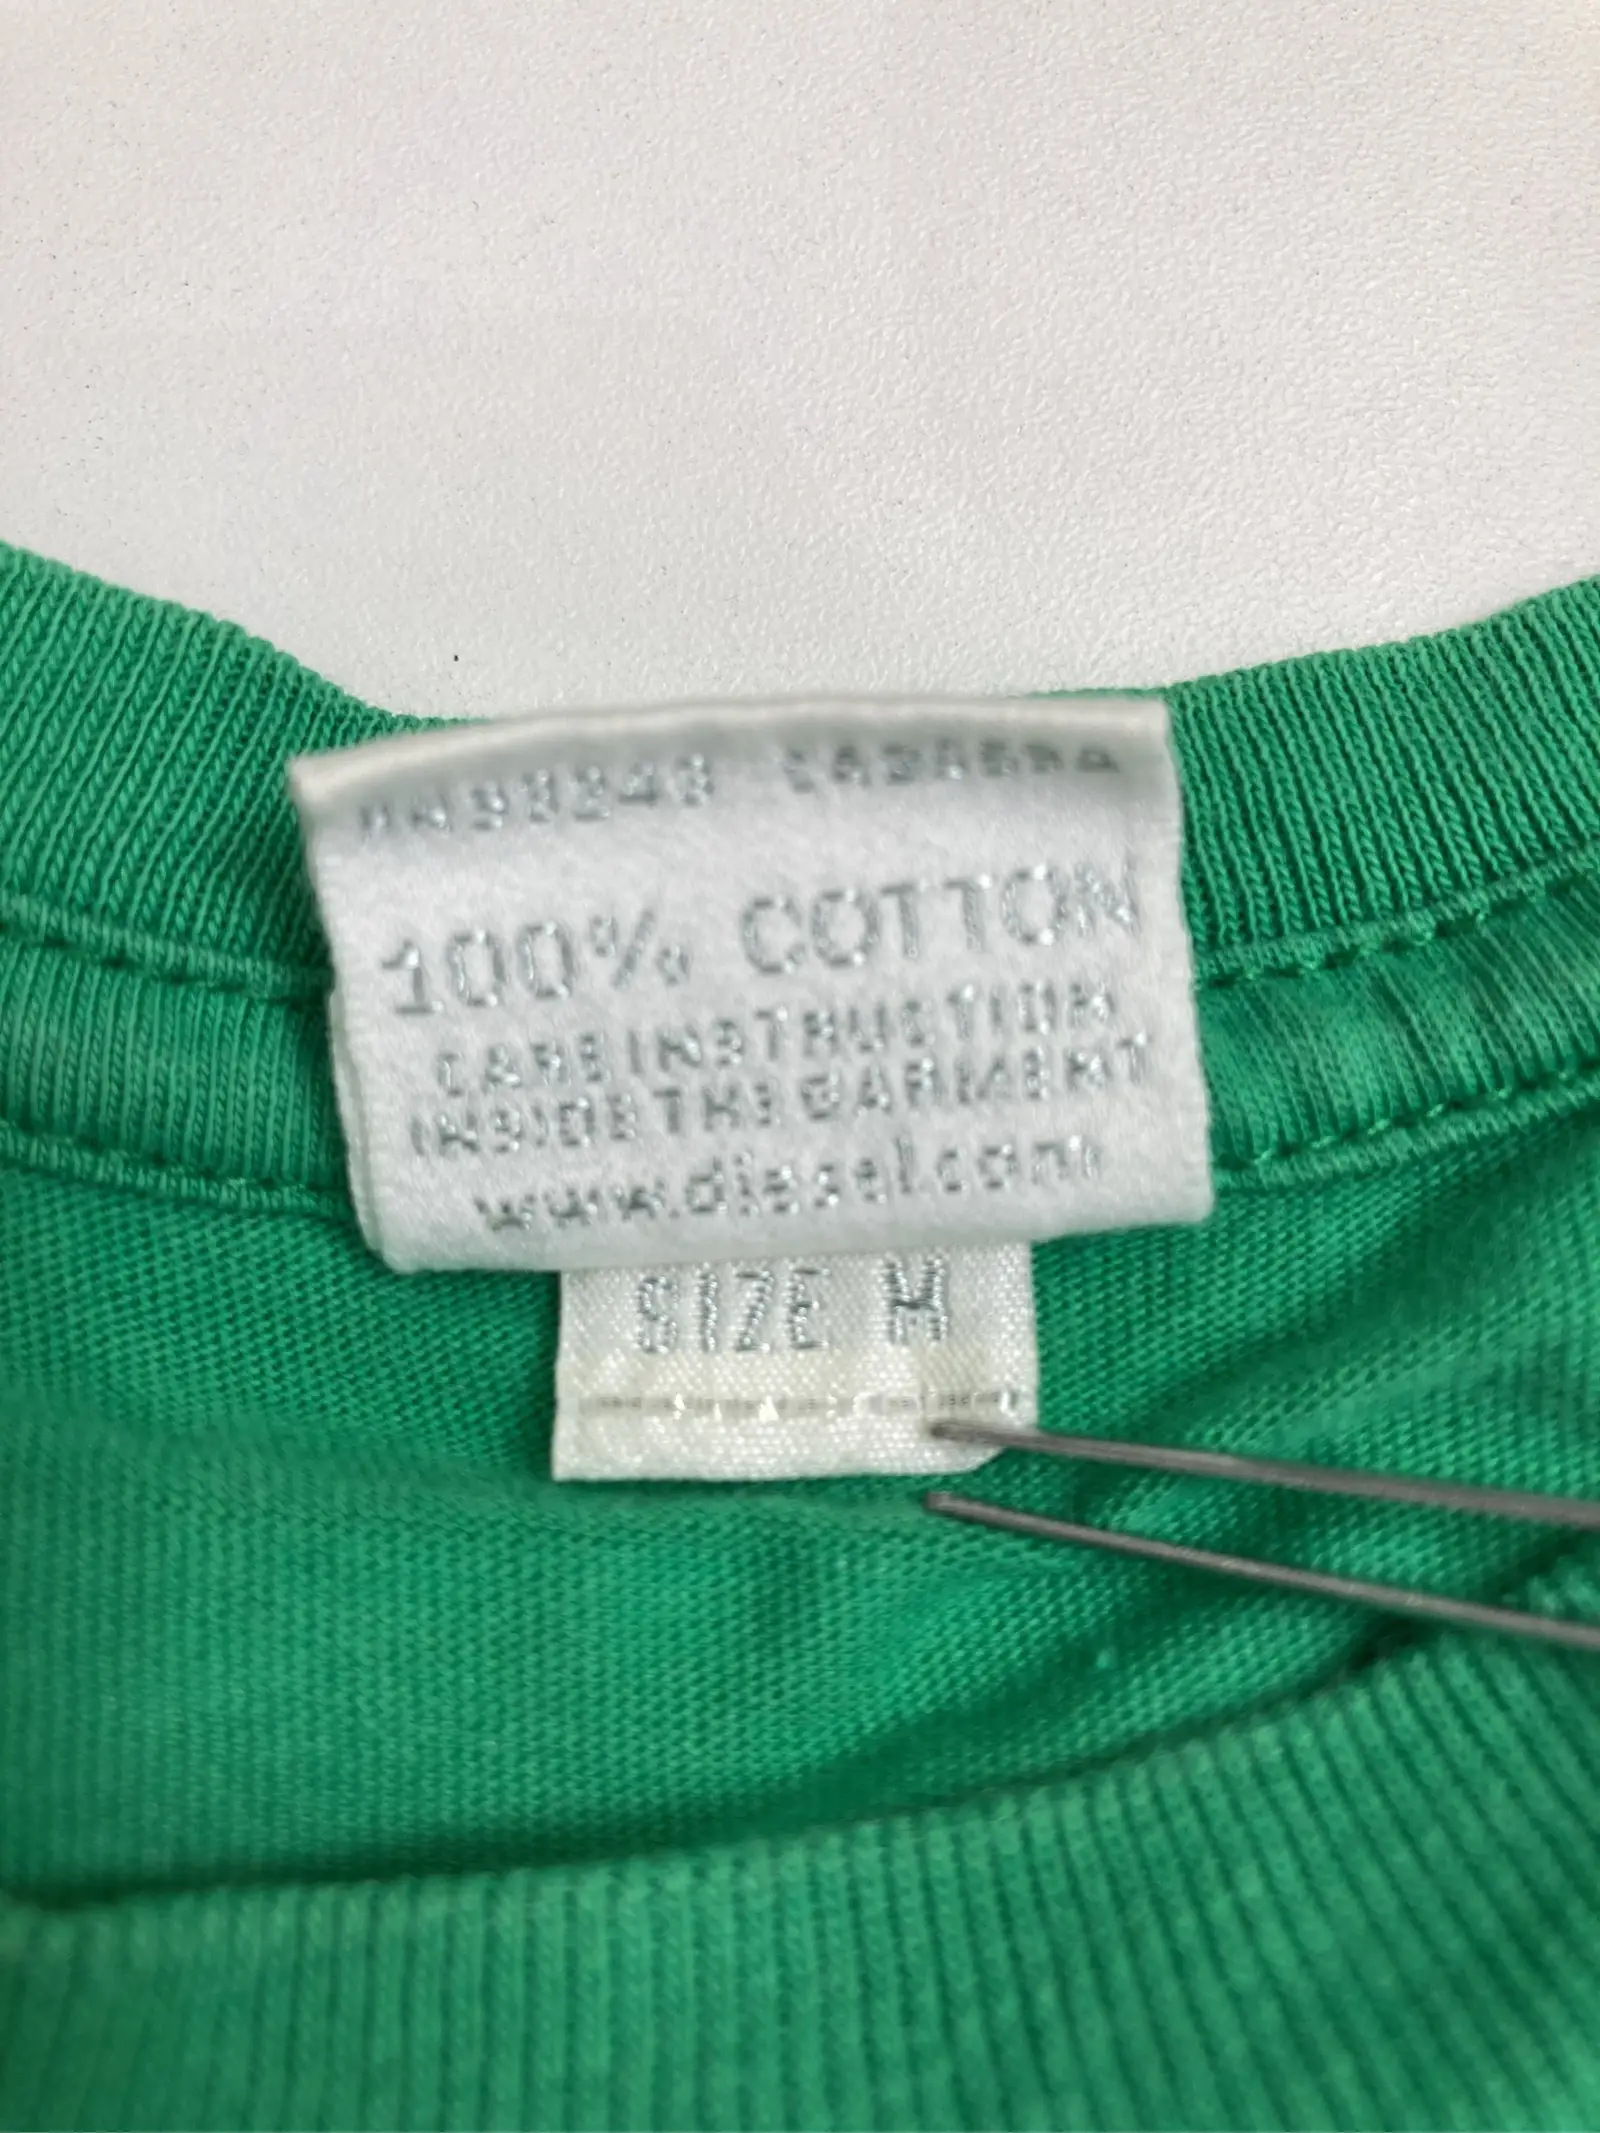 100% COTTON
CARE INSTRUCTION
INSIDE THE GARMENT
www.diesel.com
SIZE M